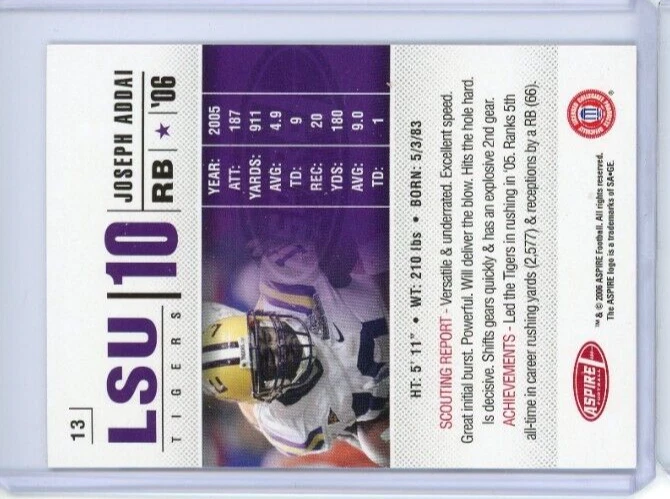 13
LSU 10
TIGERS
JOSEPH ADDAI
RB ★ '06
YEAR: 2005
ATT: 187
YARDS: 911
AVG: 4.9
TD: 9
REC: 20
YDS: 180
AVG: 9.0
TD: 1
HT: 5' 11" • WT: 210 lbs • BORN: 5/3/83
SCOUTING REPORT - Versatile & underrated. Excellent speed.
Great initial burst. Powerful. Will deliver the blow. Hits the hole hard.
Is decisive. Shifts gears quickly & has an explosive 2nd gear.
ACHIEVEMENTS - Led the Tigers in rushing in '05. Ranks 5th
all-time in career rushing yards (2,577) & receptions by a RB (66).
ASPIRE
FOOTBALL
™ & © 2006 ASPIRE Football. All rights reserved.
The ASPIRE logo is a trademarks of SA•GE.